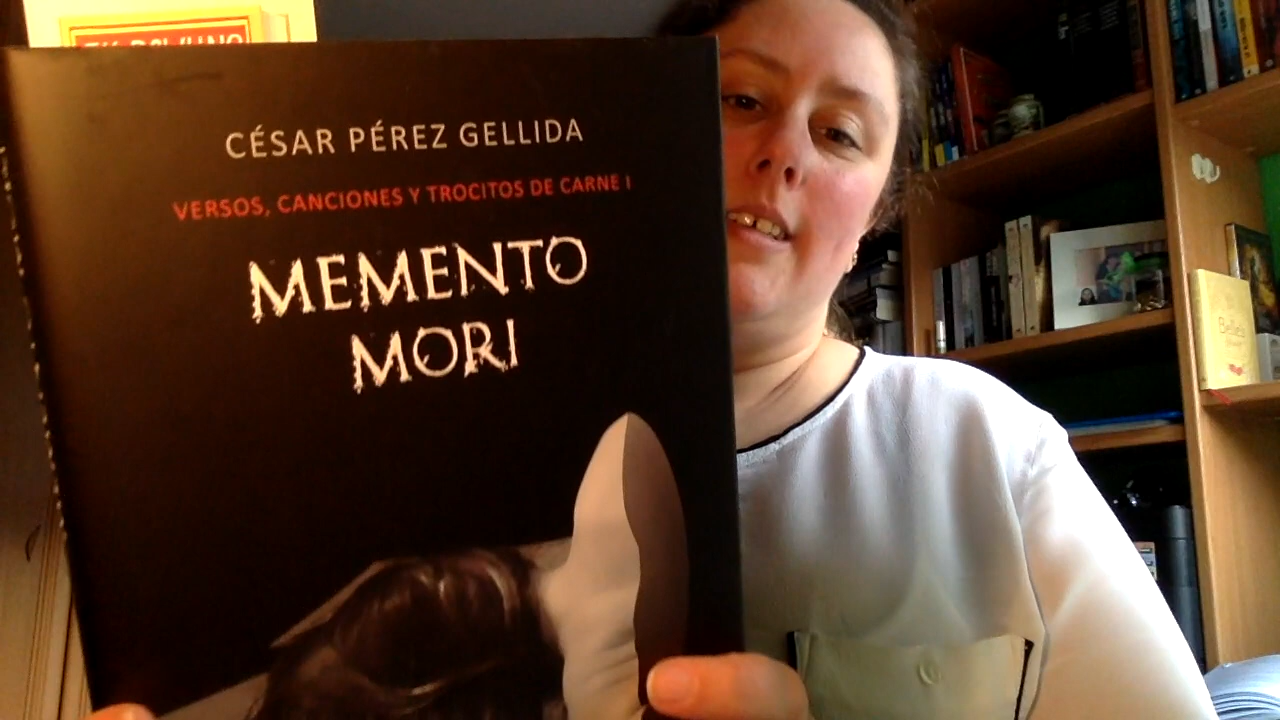 CÉSAR PÉREZ GELLIDA
VERSOS, CANCIONES Y TROCITOS DE CARNE I
MEMENTO
MORI